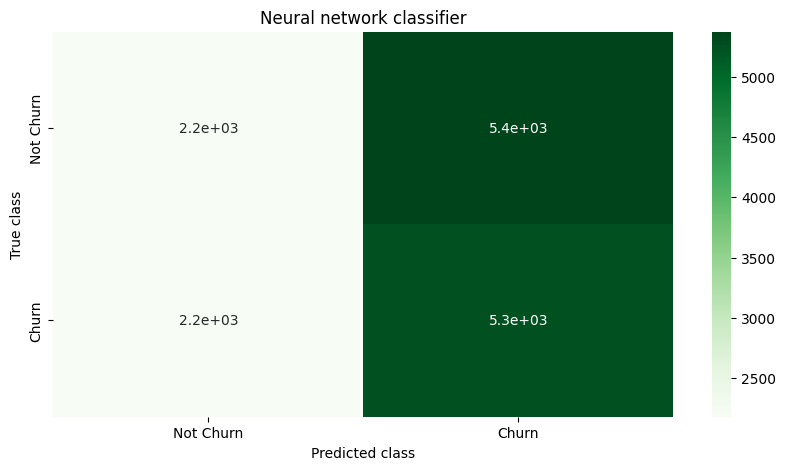 Neural network classifier
True class
Not Churn
2.2e+03
5.4e+03
Churn
2.2e+03
5.3e+03
Not Churn
Churn
Predicted class
5000
4500
4000
3500
3000
2500